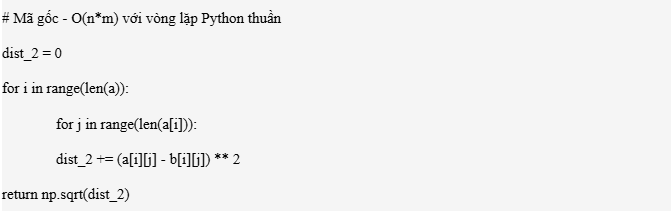 # Mã gốc - O(n*m) với vòng lặp Python thuần
dist_2 = 0
for i in range(len(a)):
for j in range(len(a[i])):
dist_2 += (a[i][j] - b[i][j]) ** 2
return np.sqrt(dist_2)